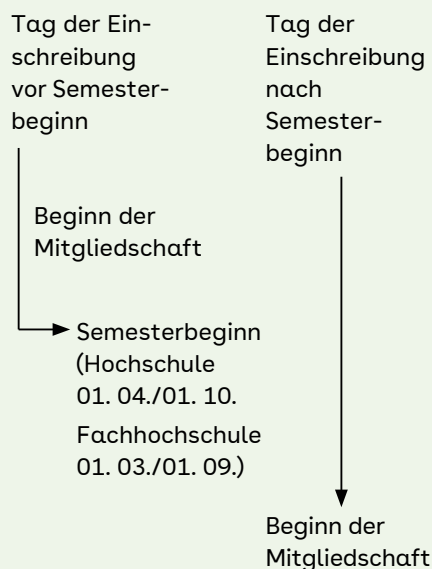 Tag der Ein-
schreibung
vor Semester-
beginn
Beginn der
Mitgliedschaft
Semesterbeginn
(Hochschule
01. 04./01. 10.
Fachhochschule
01. 03./01. 09.)
Tag der
Einschreibung
nach
Semester-
beginn
Beginn der
Mitgliedschaft